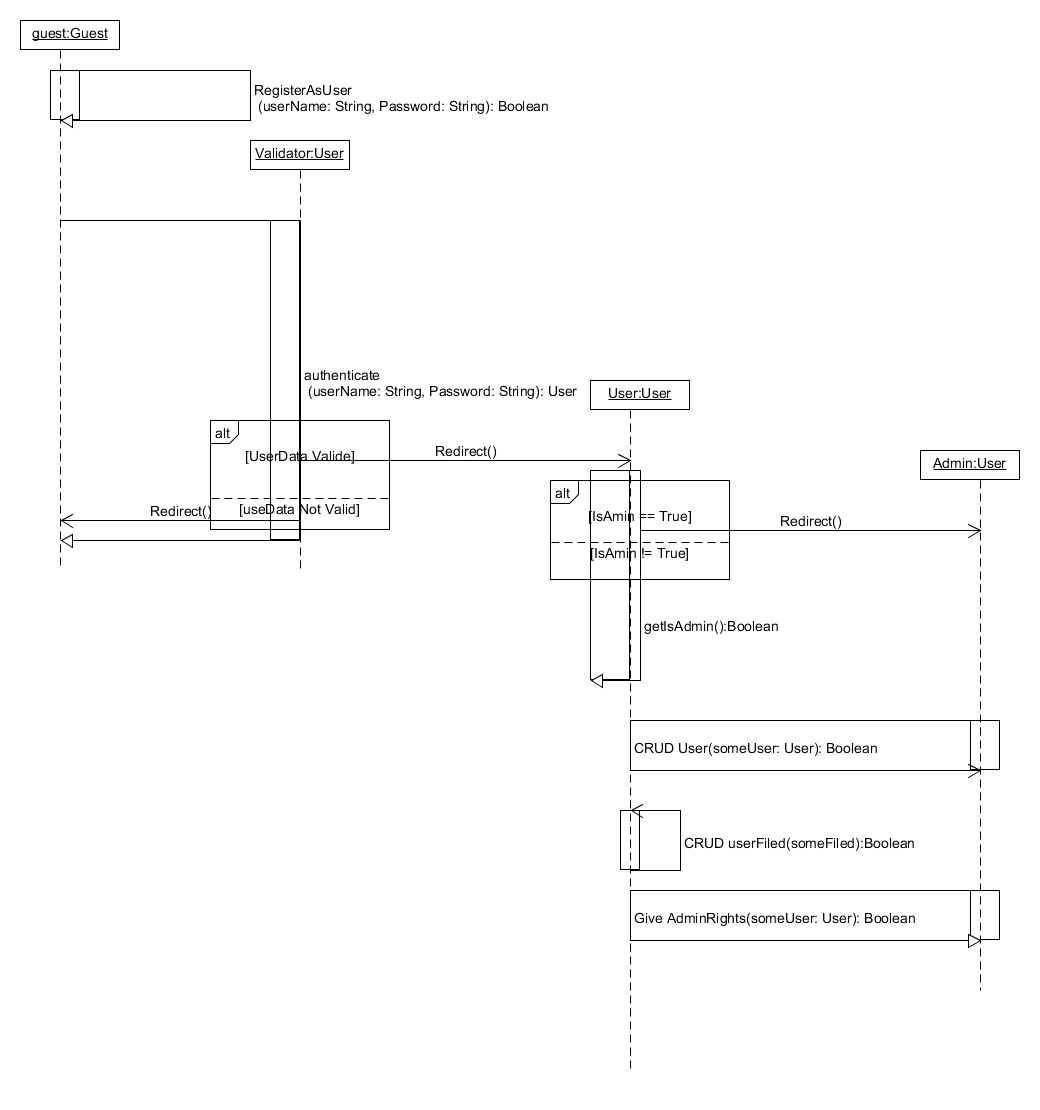 guest:Guest
RegisterAsUser
(userName: String, Password: String): Boolean
Validator:User
authenticate
(userName: String, Password: String): User
User:User
alt
[UserData Valide]
Redirect()
Admin:User
alt
Redirect()
[useData Not Valid]
[IsAmin == True]
Redirect()
[IsAmin != True]
getIsAdmin():Boolean
CRUD User(someUser: User): Boolean
CRUD userFiled(someFiled):Boolean
Give AdminRights(someUser: User): Boolean